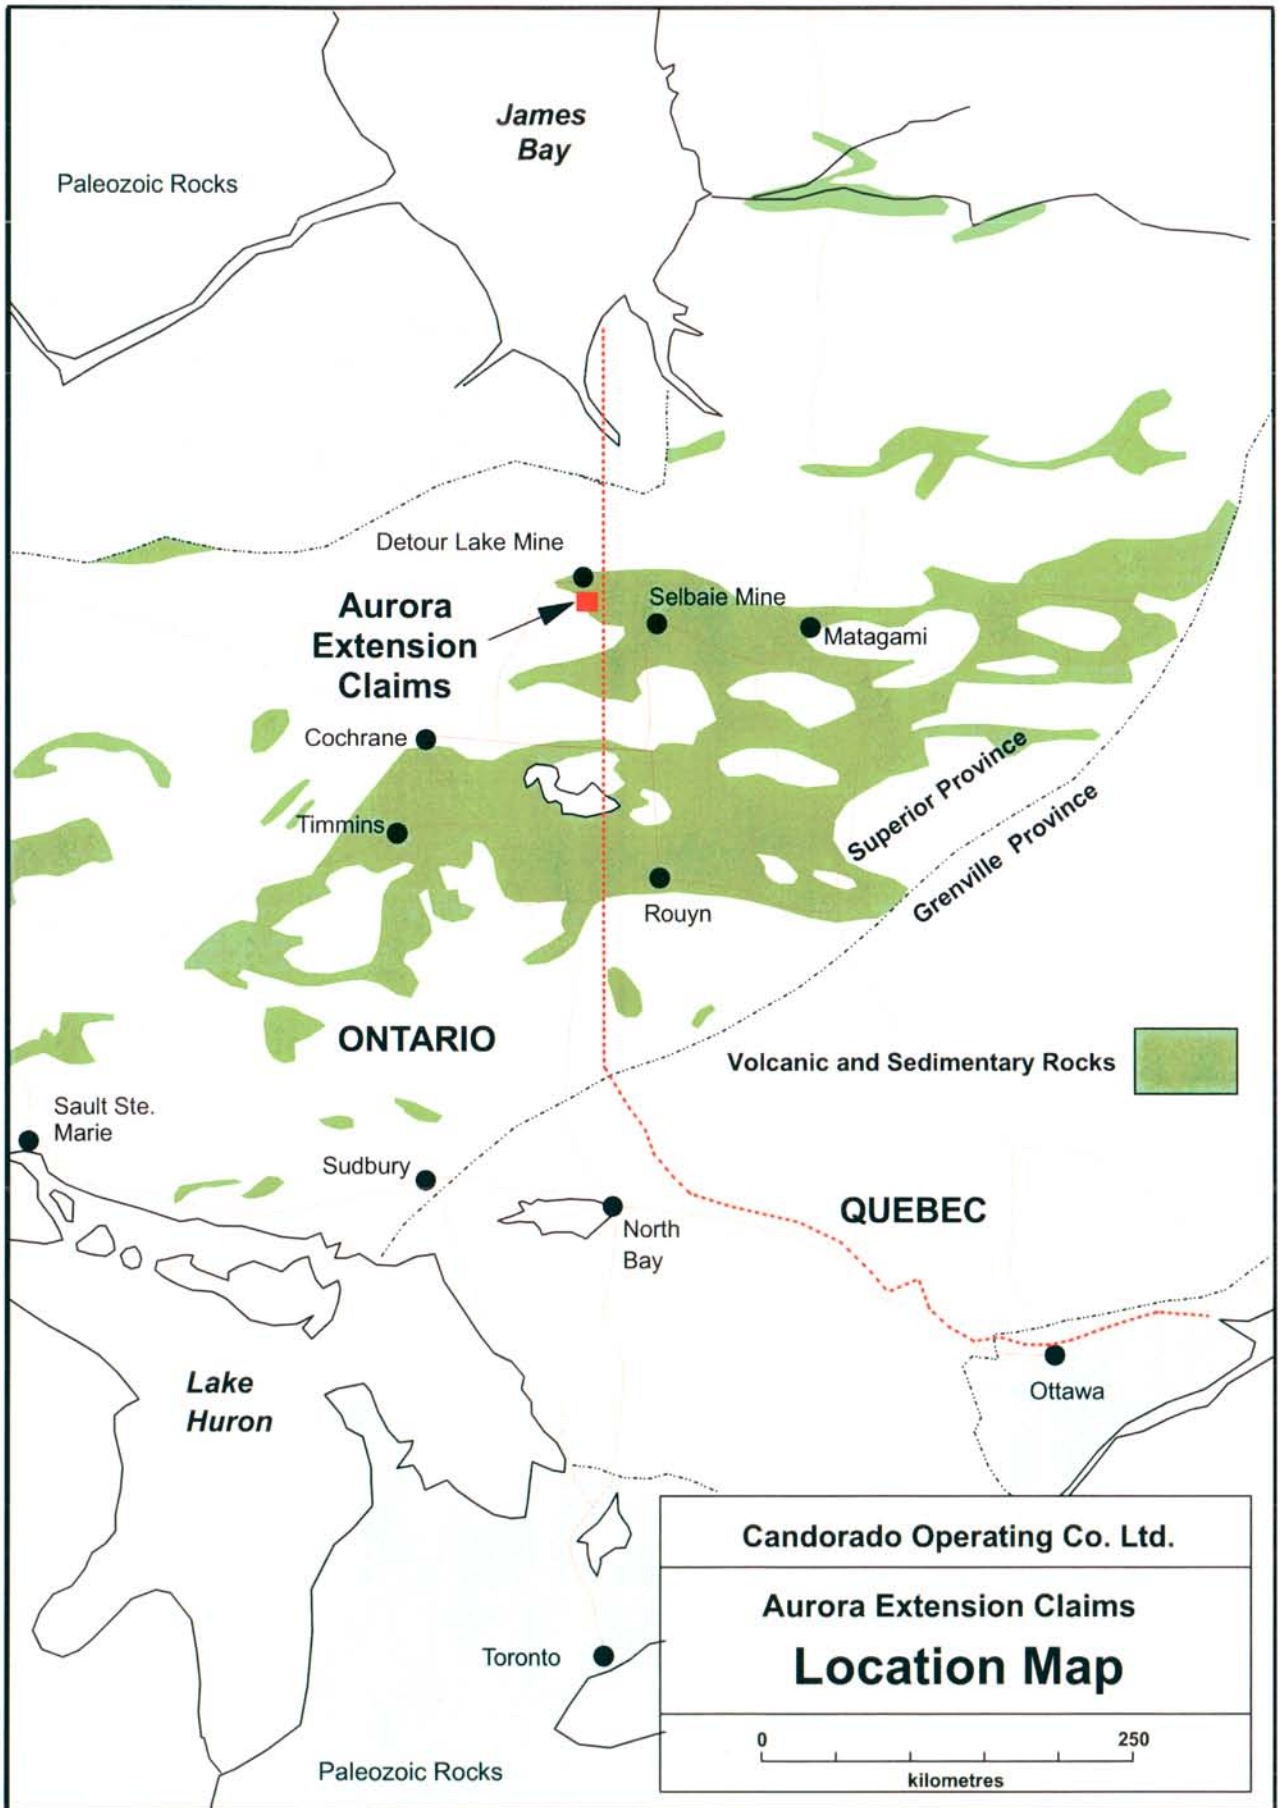 James
Bay
Paleozoic Rocks
Detour Lake Mine
Aurora
Extension
Claims
Selbaie Mine
Matagami
Cochrane
Superior Province
Grenville Province
Timmins
Rouyn
ONTARIO
Volcanic and Sedimentary Rocks
Sault Ste.
Marie
Sudbury
QUEBEC
North
Bay
Lake
Huron
Ottawa
Candorado Operating Co. Ltd.
Aurora Extension Claims
Location Map
Toronto
0 250
kilometres
Paleozoic Rocks